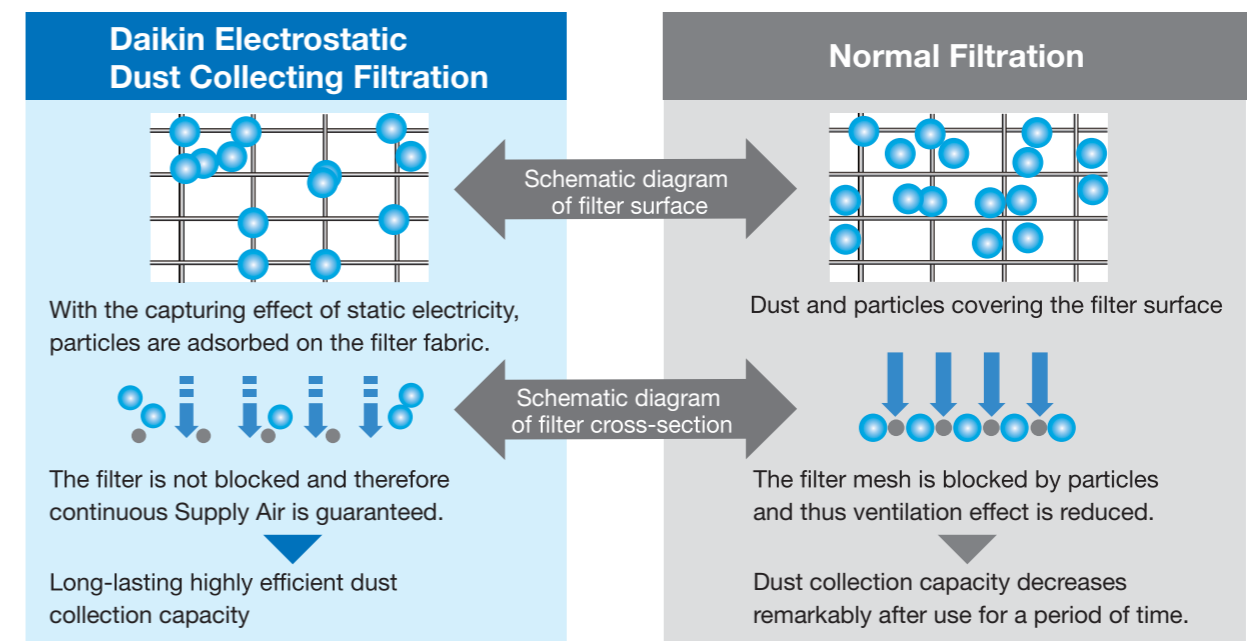 Daikin Electrostatic
Dust Collecting Filtration
Normal Filtration
Schematic diagram
of filter surface
With the capturing effect of static electricity,
particles are adsorbed on the filter fabric.
Dust and particles covering the filter surface
Schematic diagram
of filter cross-section
The filter is not blocked and therefore
continuous Supply Air is guaranteed.
The filter mesh is blocked by particles
and thus ventilation effect is reduced.
Long-lasting highly efficient dust
collection capacity
Dust collection capacity decreases
remarkably after use for a period of time.